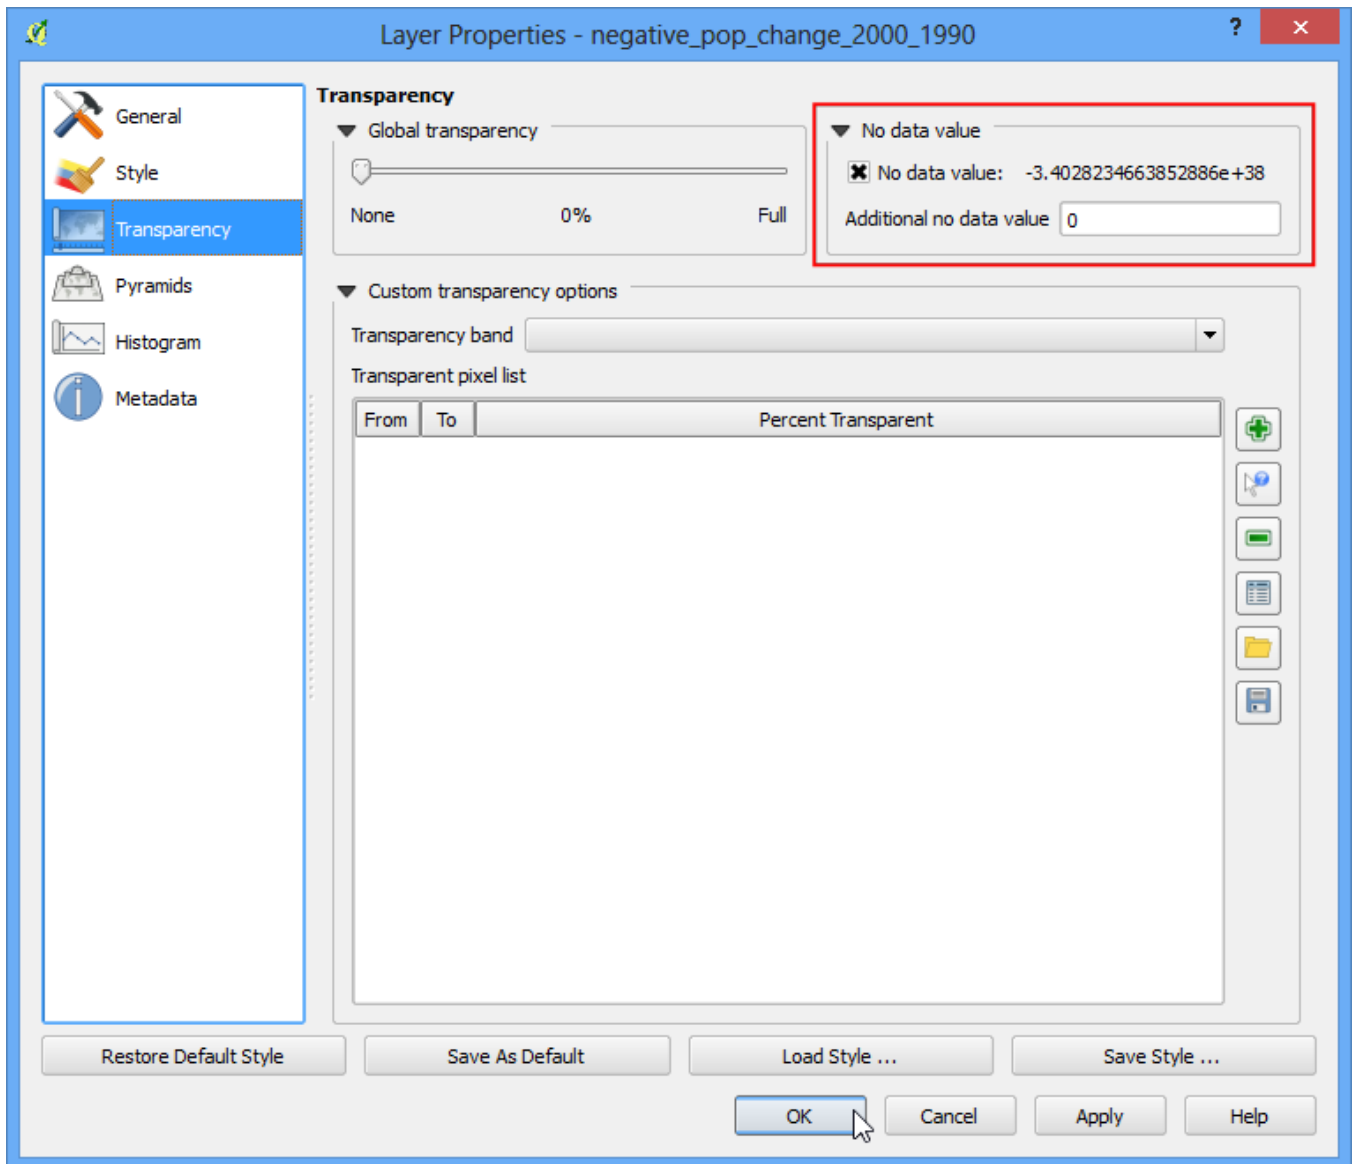 Layer Properties - negative_pop_change_2000_1990
?
General
Style
Transparency
Pyramids
Histogram
Metadata
Transparency
Global transparency
None 0% Full
No data value
No data value: -3.4028234663852886e+38
Additional no data value 0
Custom transparency options
Transparency band
Transparent pixel list
From To Percent Transparent
Restore Default Style Save As Default Load Style ... Save Style ...
OK Cancel Apply Help